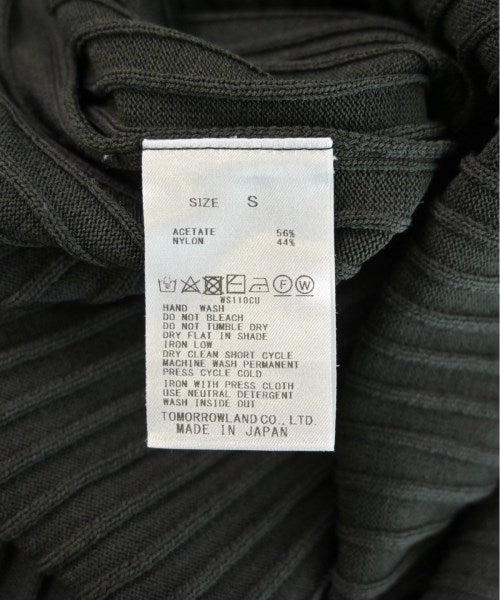 SIZE S
ACETATE 56%
NYLON 44%
F W
WS110CU
HAND WASH
DO NOT BLEACH
DO NOT TUMBLE DRY
DRY FLAT IN SHADE
IRON LOW
DRY CLEAN SHORT CYCLE
MACHINE WASH PERMANENT
PRESS CYCLE COLD
IRON WITH PRESS CLOTH
USE NEUTRAL DETERGENT
WASH INSIDE OUT
TOMORROWLAND CO., LTD.
MADE IN JAPAN